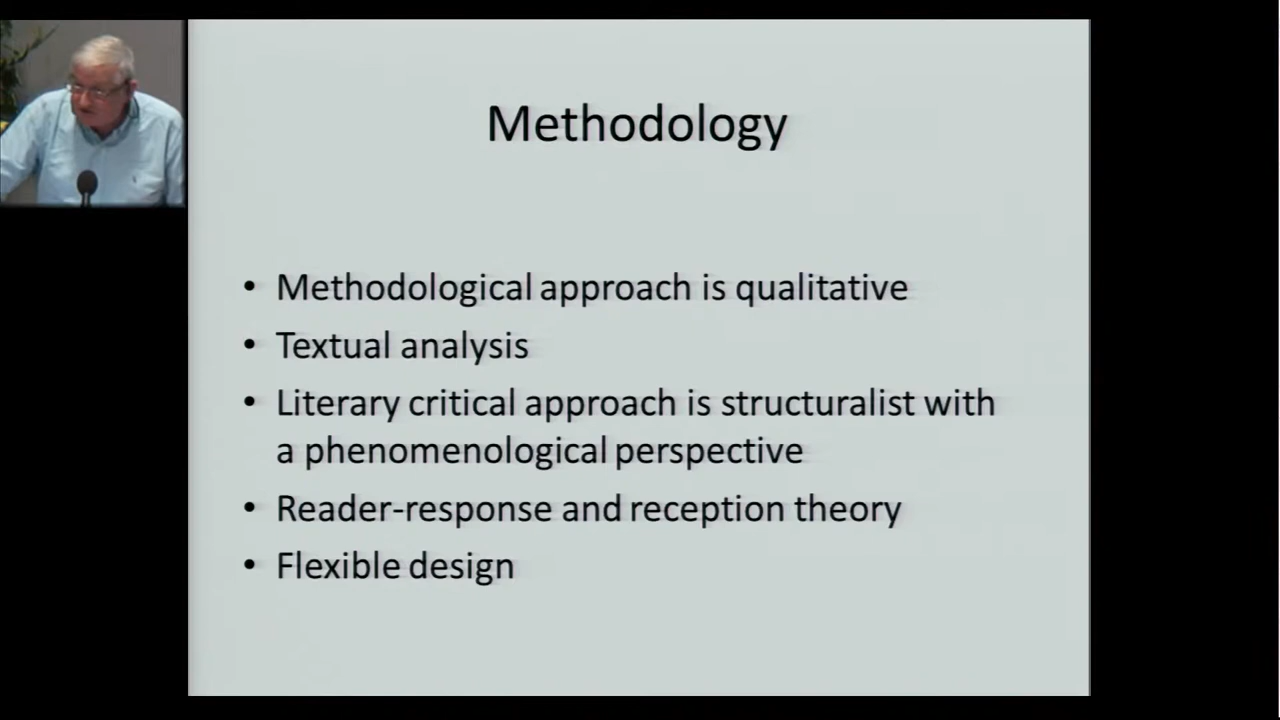 Methodology
• Methodological approach is qualitative
• Textual analysis
• Literary critical approach is structuralist with
a phenomenological perspective
• Reader-response and reception theory
• Flexible design